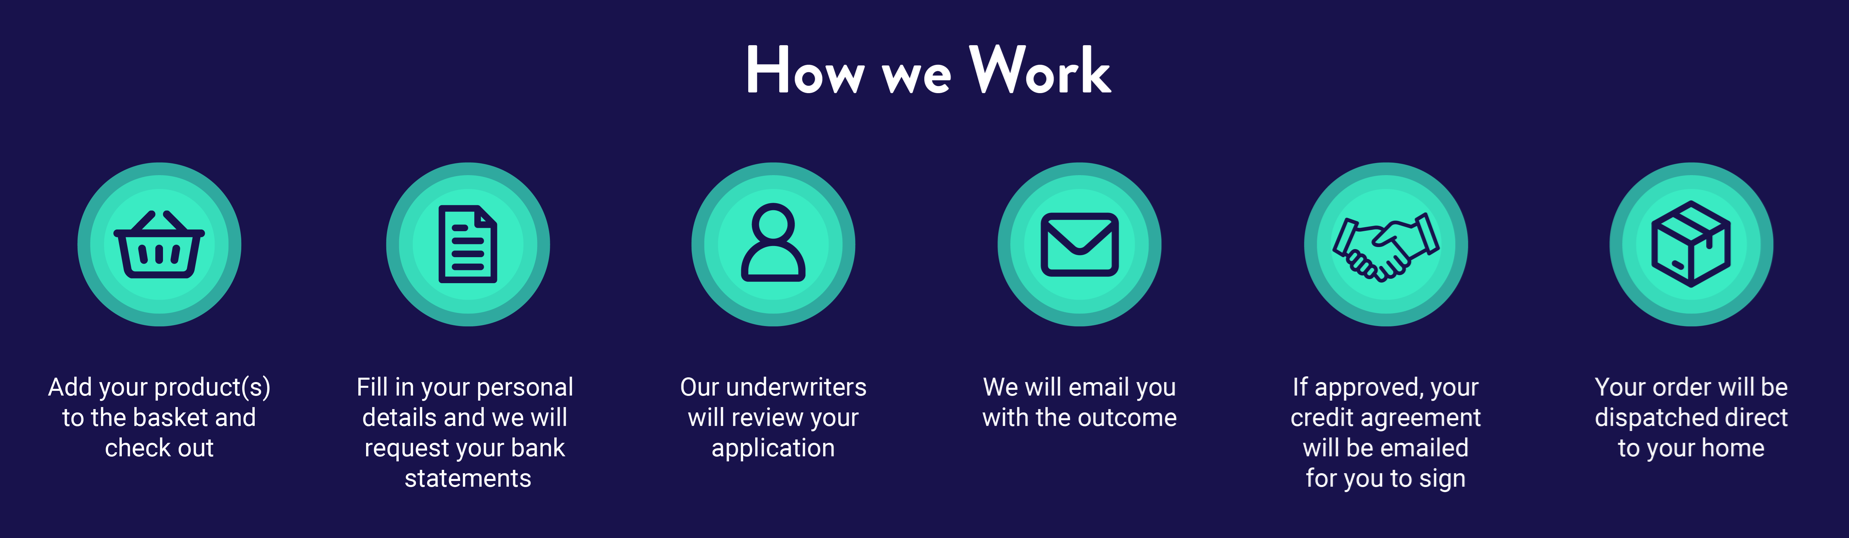 How we Work
Add your product(s)
to the basket and
check out
Fill in your personal
details and we will
request your bank
statements
Our underwriters
will review your
application
We will email you
with the outcome
If approved, your
credit agreement
will be emailed
for you to sign
Your order will be
dispatched direct
to your home